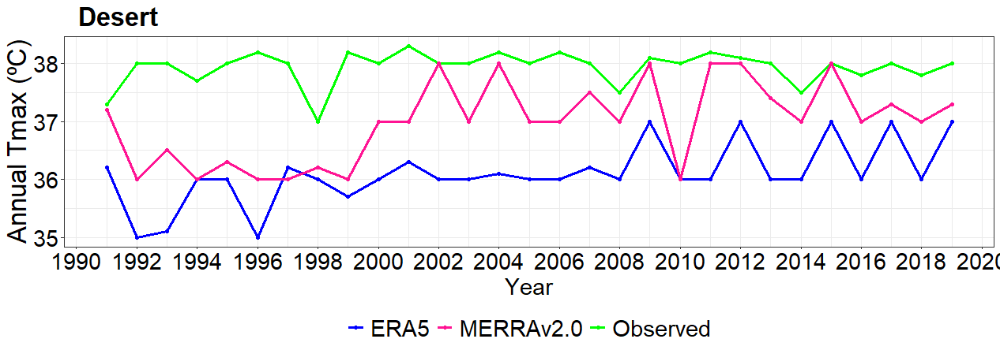 Desert
Annual Tmax (ºC)
38
37
36
35
1990 1992 1994 1996 1998 2000 2002 2004 2006 2008 2010 2012 2014 2016 2018 2020
Year
ERA5 MERRAv2.0 Observed